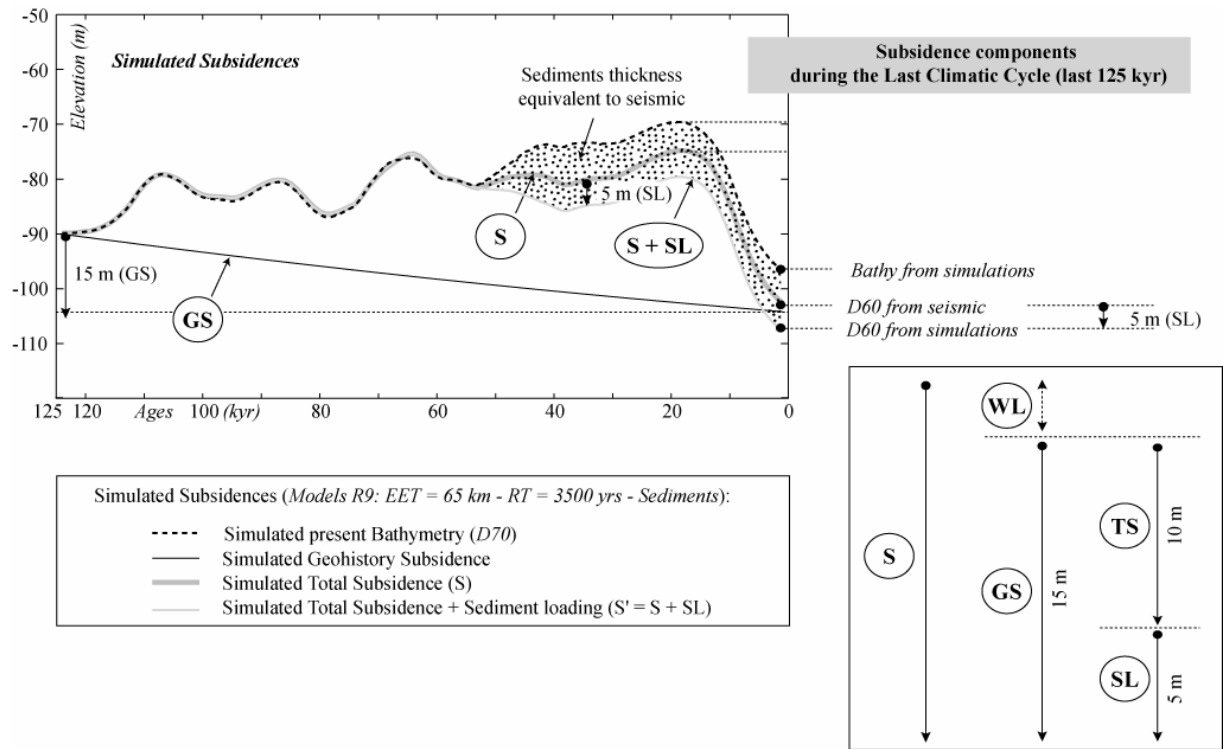 -50
-60
-70
-80
-90
-100
-110
Elevation (m)
Simulated Subsidences
Sediments thickness
equivalent to seismic
Subsidence components
during the Last Climatic Cycle (last 125 kyr)
5 m (SL)
S
S + SL
15 m (GS)
GS
Bathy from simulations
D60 from seismic
D60 from simulations
5 m (SL)
125 120 Ages 100 (kyr) 80 60 40 20 0
Simulated Subsidences (Models R9: EET = 65 km - RT = 3500 yrs - Sediments):
Simulated present Bathymetry (D70)
Simulated Geohistory Subsidence
Simulated Total Subsidence (S)
Simulated Total Subsidence + Sediment loading (S' = S + SL)
WL
S
GS
15 m
TS
10 m
SL
5 m